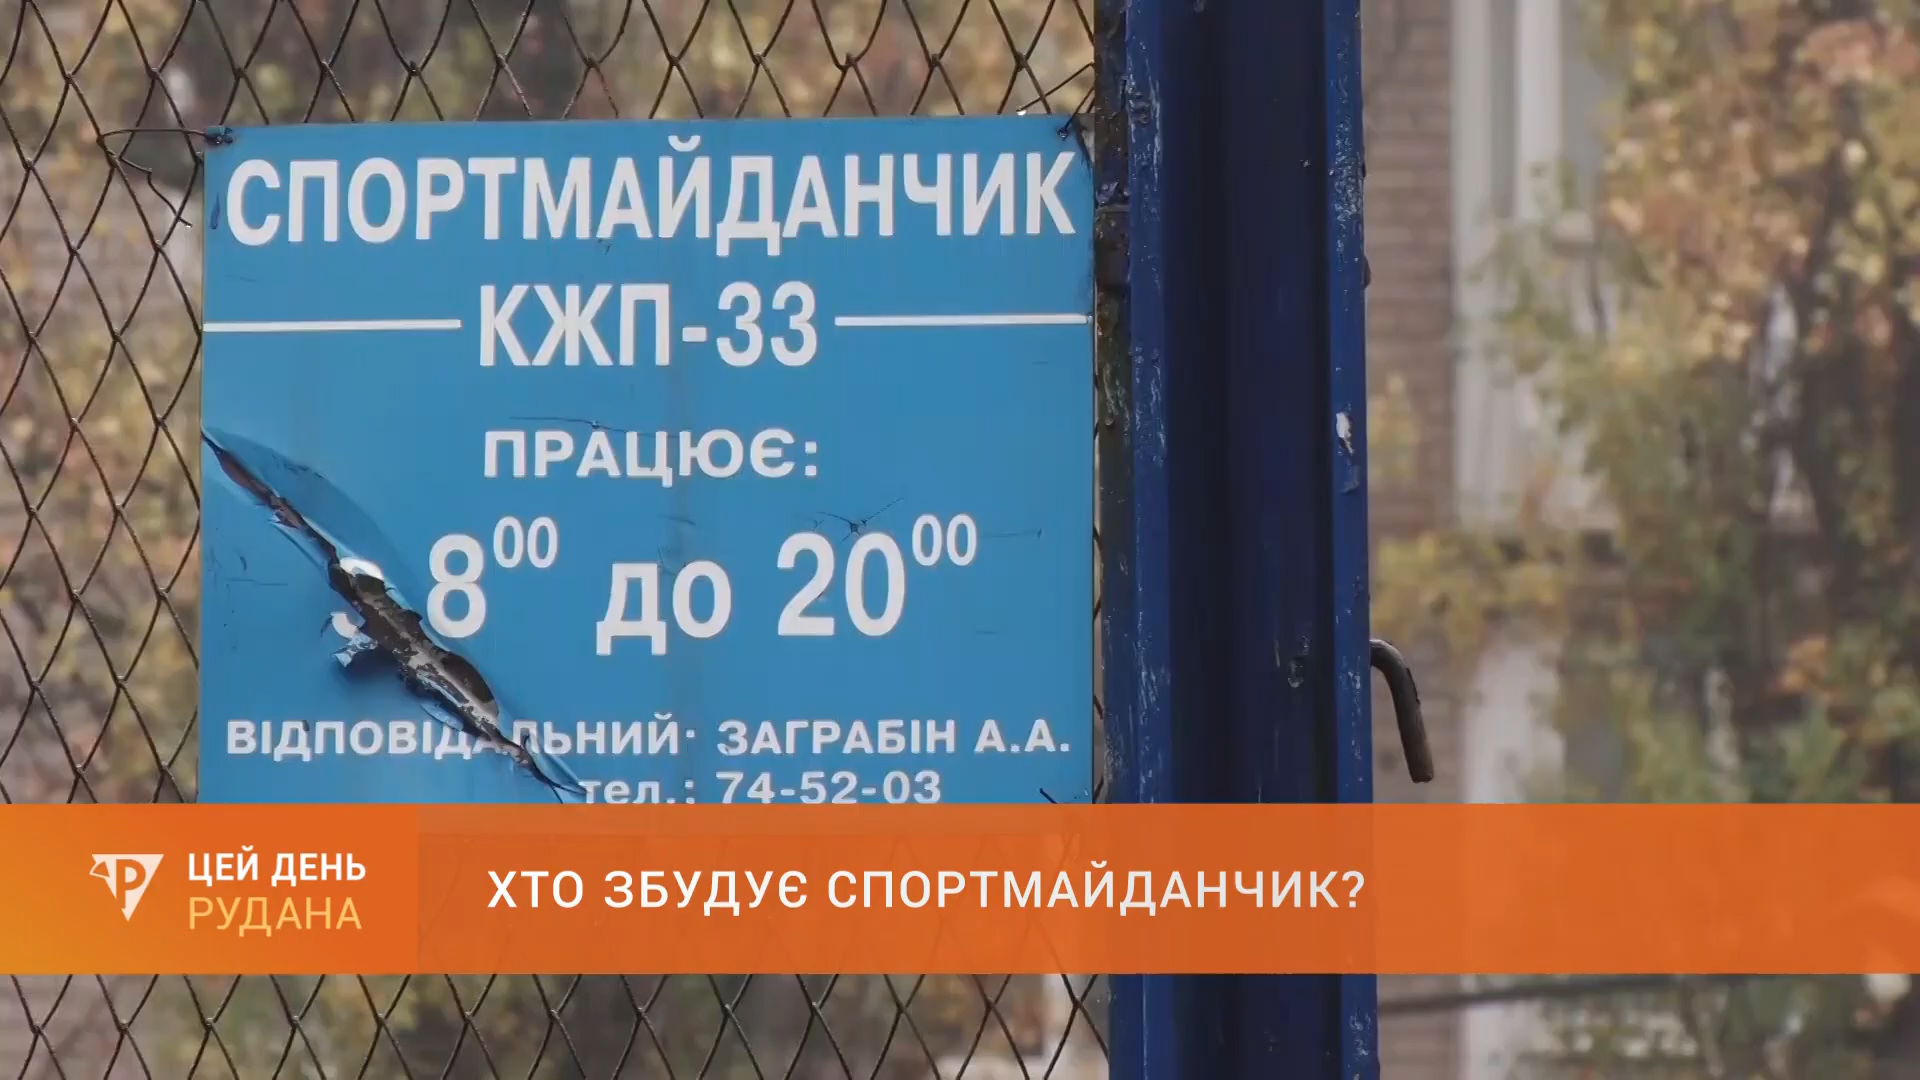 СПОРТМАЙДАНЧИК
КЖП-33
ПРАЦЮЄ:
8⁰⁰ до 20⁰⁰
ВІДПОВІДАЛЬНИЙ: ЗАГРАБІН А.А.
тел.: 74-52-03
ЦЕЙ ДЕНЬ
РУДАНА
ХТО ЗБУДУЄ СПОРТМАЙДАНЧИК?